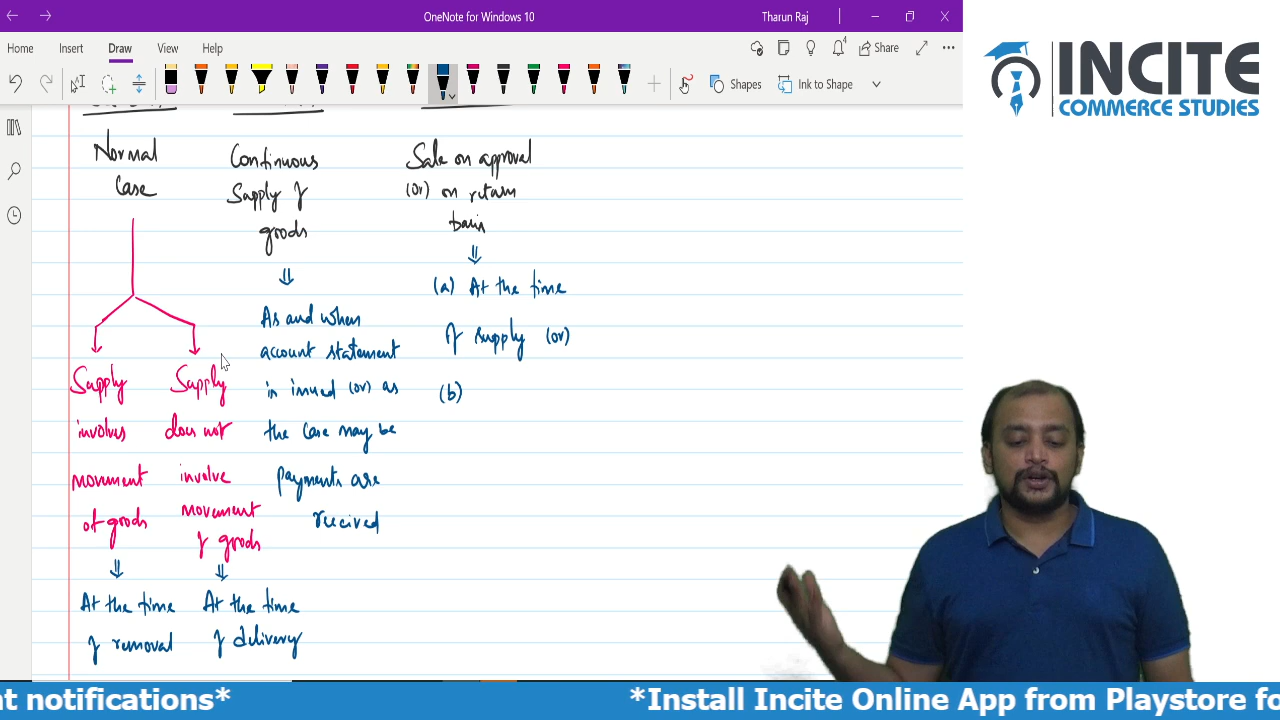 OneNote for Windows 10
Tharun Raj
Home
Insert
Draw
View
Help
4
Share
Shapes
Ink to Shape
INCITE
COMMERCE STUDIES
Normal
Case
Supply
involves
movement
of goods
At the time
of removal
Supply
does not
involve
movement
of goods
At the time
of delivery
Continuous
Supply of
goods
As and when
account statement
is issued (or) as
the case may be
payments are
recived
Sale on approval
(or) on return
basis
(a) At the time
of supply (or)
(b)
nt notifications*
*Install Incite Online App from Playstore fo